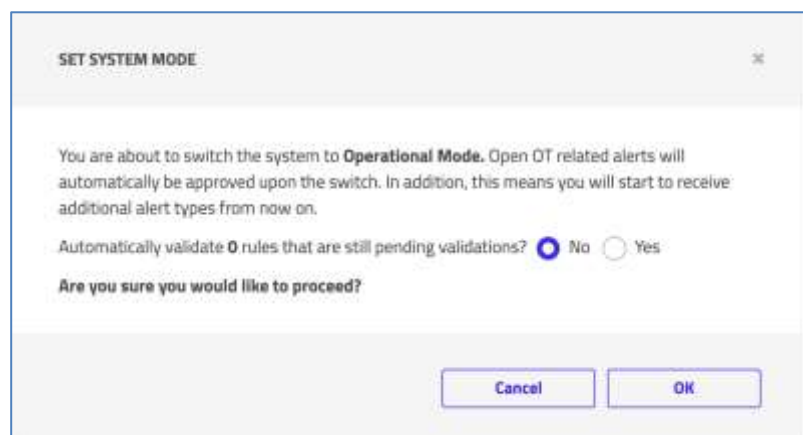 SET SYSTEM MODE
You are about to switch the system to Operational Mode. Open OT related alerts will
automatically be approved upon the switch. In addition, this means you will start to receive
additional alert types from now on.
Automatically validate 0 rules that are still pending validations? No Yes
Are you sure you would like to proceed?
Cancel OK